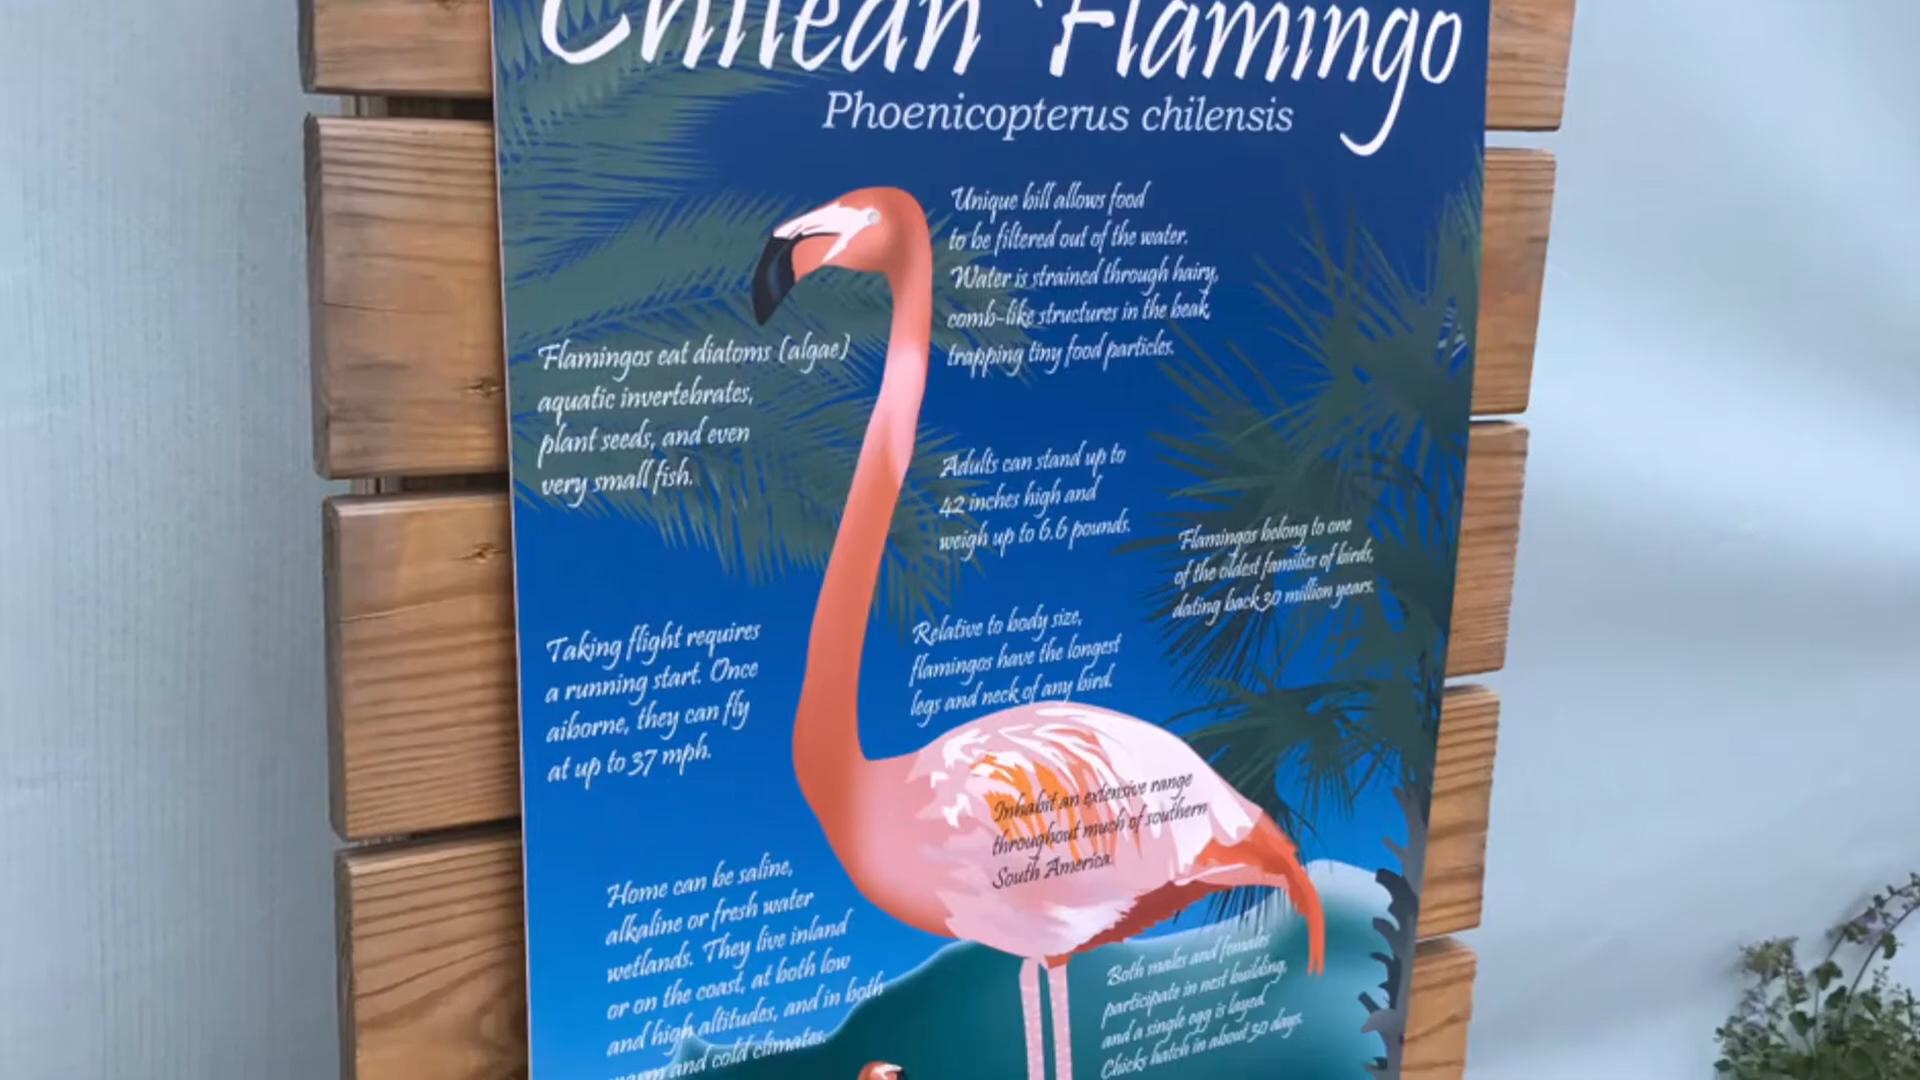 Chilean Flamingo
Phoenicopterus chilensis
Unique bill allows food
to be filtered out of the water.
Water is strained through hairy,
comb-like structures in the beak,
trapping tiny food particles.
Flamingos eat diatoms (algae)
aquatic invertebrates,
plant seeds, and even
very small fish.
Adults can stand up to
42 inches high and
weigh up to 6.6 pounds.
Flamingos belong to one
of the oldest families of birds,
dating back 30 million years.
Taking flight requires
a running start. Once
aiborne, they can fly
at up to 37 mph.
Relative to body size,
flamingos have the longest
legs and neck of any bird.
Inhabit an extensive range
throughout much of southern
South America.
Home can be saline,
alkaline or fresh water
wetlands. They live inland
or on the coast, at both low
and high altitudes, and in both
warm and cold climates.
Both males and females
participate in nest building,
and a single egg is layed.
Chicks hatch in about 30 days.